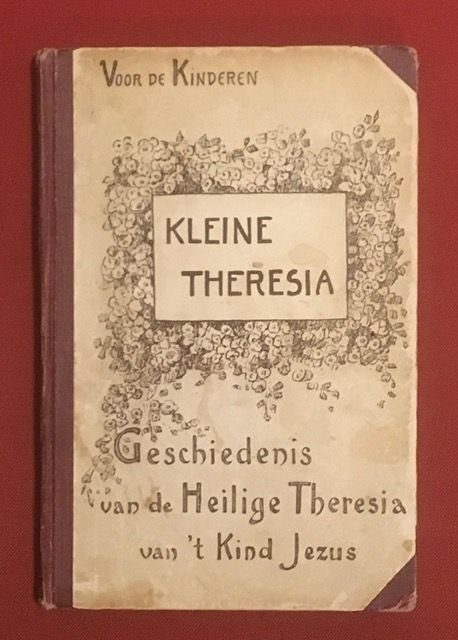 Voor de Kinderen
KLEINE
THERESIA
Geschiedenis
van de Heilige Theresia
van 't Kind Jezus